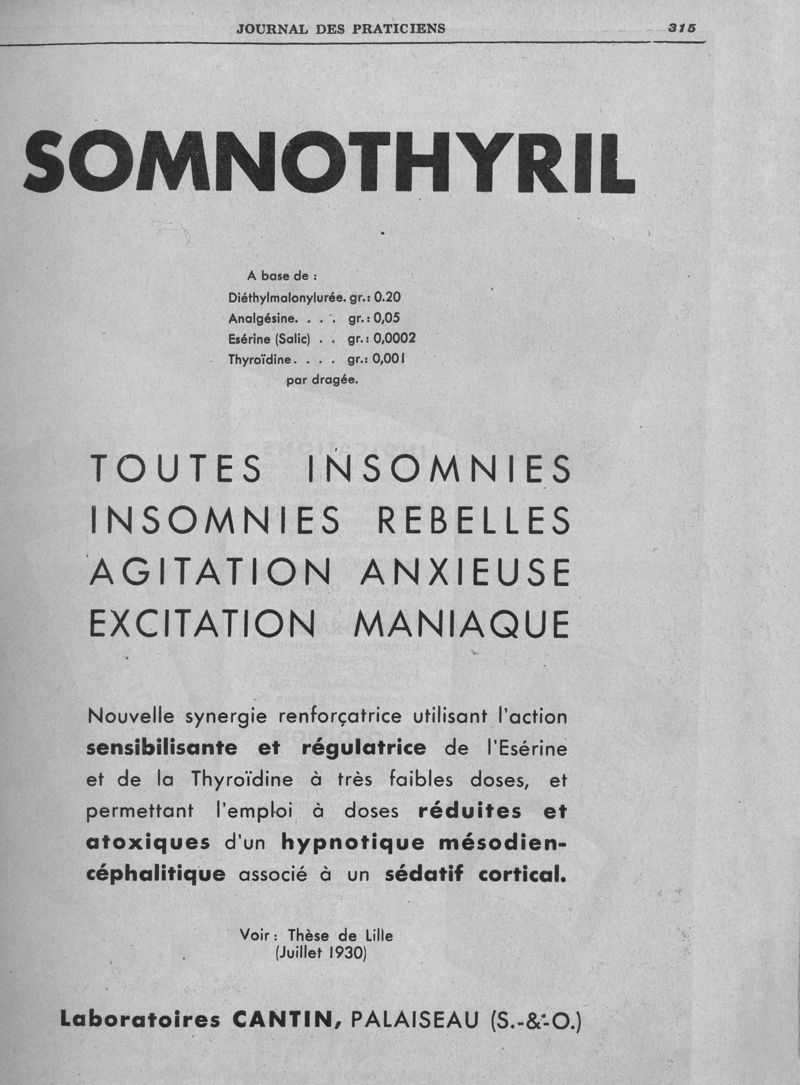 JOURNAL DES PRATICIENS 315
SOMNOTHYRIL
A base de :
Diéthylmalonylurée. gr.: 0.20
Analgésine. . . . gr.: 0,05
Esérine (Salic) . . gr.: 0,0002
Thyroïdine. . . . gr.: 0,001
par dragée.
TOUTES INSOMNIES
INSOMNIES REBELLES
AGITATION ANXIEUSE
EXCITATION MANIAQUE
Nouvelle synergie renforçatrice utilisant l'action
sensibilisante et régulatrice de l'Esérine
et de la Thyroïdine à très faibles doses, et
permettant l'emploi à doses réduites et
atoxiques d'un hypnotique mésodien-
céphalitique associé à un sédatif cortical.
Voir : Thèse de Lille
(Juillet 1930)
Laboratoires CANTIN, PALAISEAU (S.-&-O.)